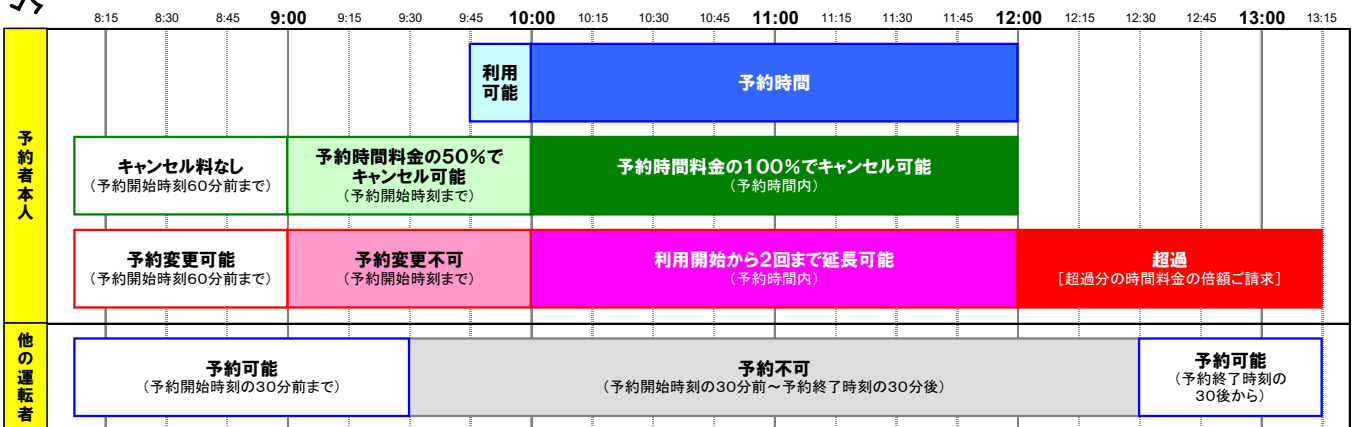 8:15 8:30 8:45 9:00 9:15 9:30 9:45 10:00 10:15 10:30 10:45 11:00 11:15 11:30 11:45 12:00 12:15 12:30 12:45 13:00 13:15
予約者本人
利用
可能
予約時間
キャンセル料なし
（予約開始時刻60分前まで）
予約時間料金の50％で
キャンセル可能
（予約開始時刻まで）
予約時間料金の100％でキャンセル可能
（予約時間内）
予約変更可能
（予約開始時刻60分前まで）
予約変更不可
（予約開始時刻まで）
利用開始から2回まで延長可能
（予約時間内）
超過
［超過分の時間料金の倍額ご請求］
他の運転者
予約可能
（予約開始時刻の30分前まで）
予約不可
（予約開始時刻の30分前～予約終了時刻の30分後）
予約可能
（予約終了時刻の
30後から）